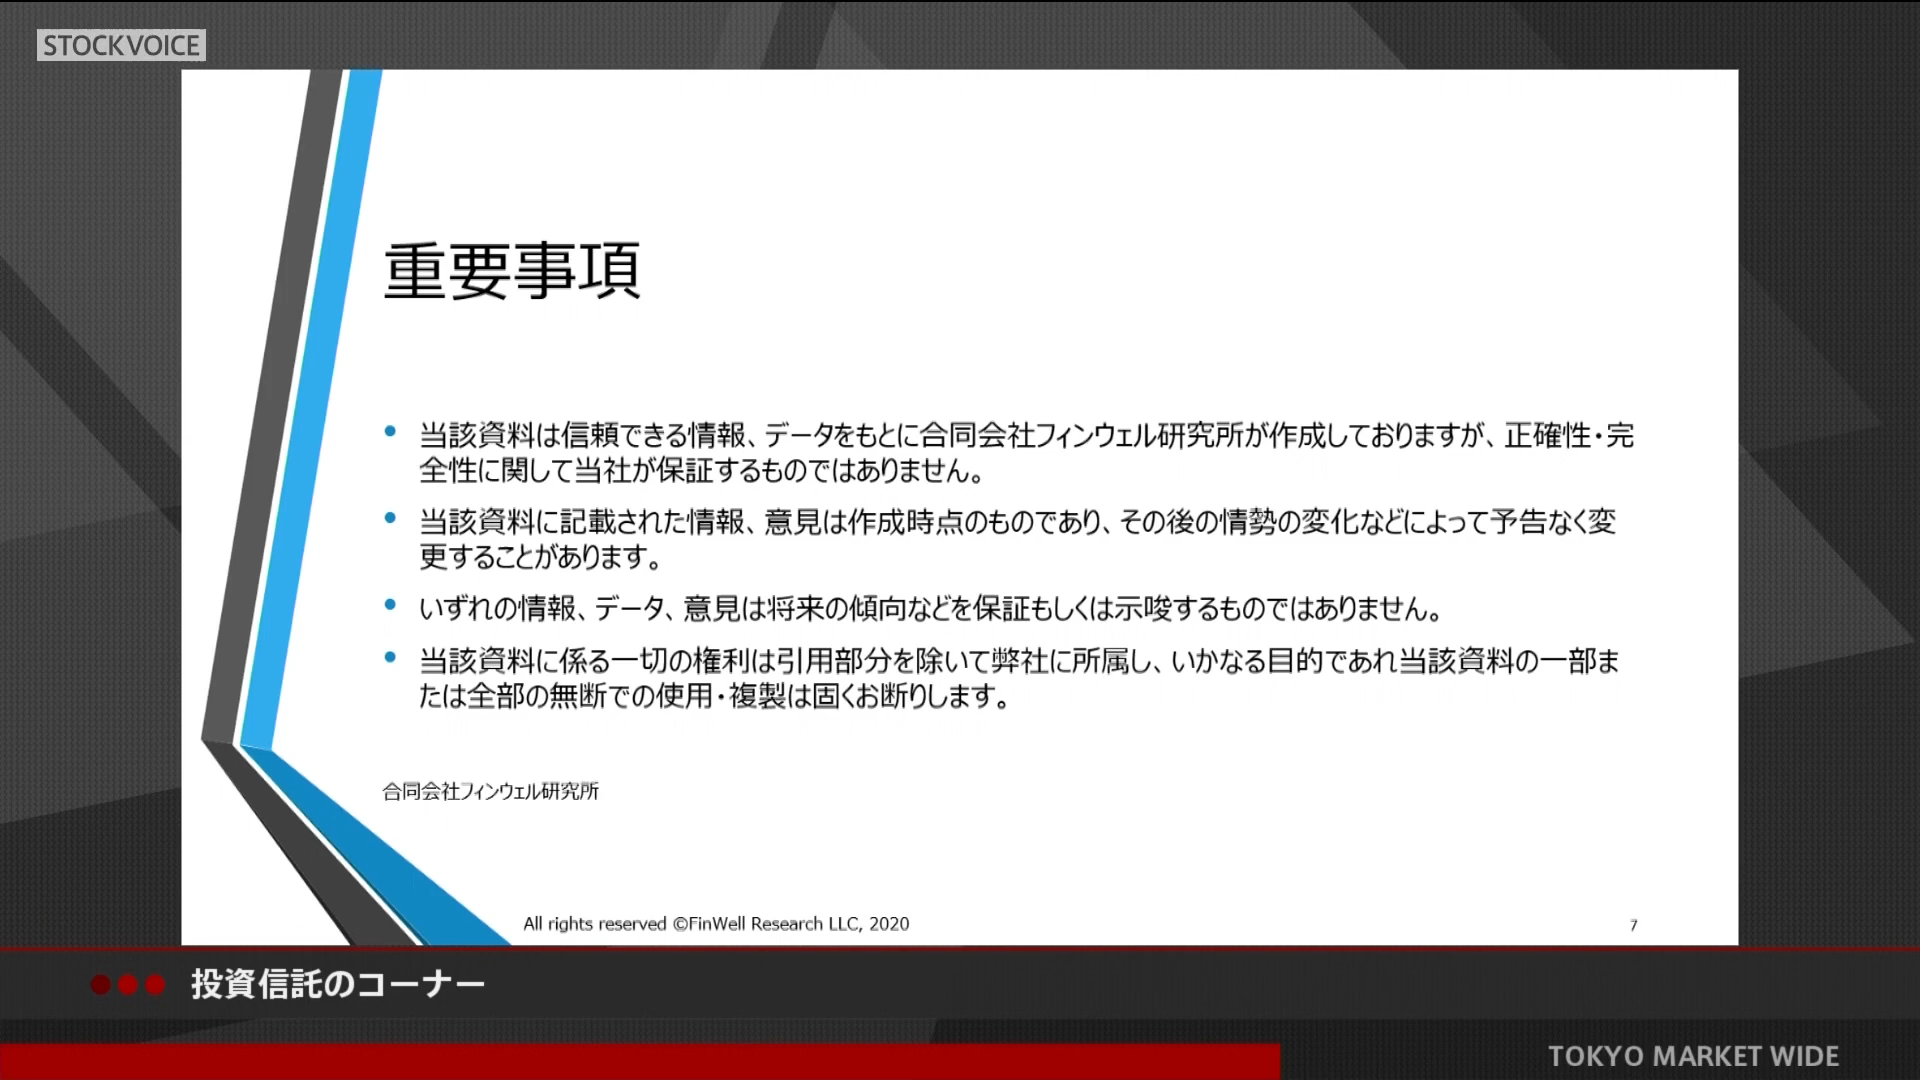 STOCKVOICE
重要事項
• 当該資料は信頼できる情報、データをもとに合同会社フィンウェル研究所が作成しておりますが、正確性・完
全性に関して当社が保証するものではありません。
• 当該資料に記載された情報、意見は作成時点のものであり、その後の情勢の変化などによって予告なく変
更することがあります。
• いずれの情報、データ、意見は将来の傾向などを保証もしくは示唆するものではありません。
• 当該資料に係る一切の権利は引用部分を除いて弊社に所属し、いかなる目的であれ当該資料の一部ま
たは全部の無断での使用・複製は固くお断りします。
合同会社フィンウェル研究所
All rights reserved ©FinWell Research LLC, 2020
7
投資信託のコーナー
TOKYO MARKET WIDE